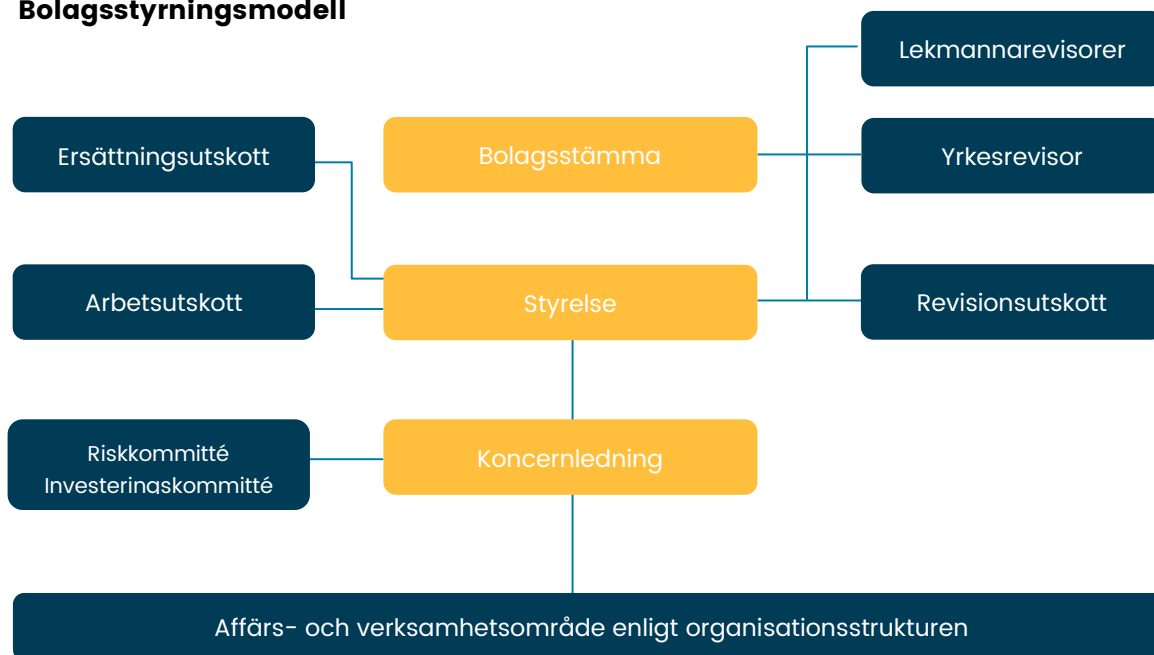 Bolagsstyrningsmodell
Lekmannarevisorer
Ersättningsutskott
Bolagsstämma
Yrkesrevisor
Arbetsutskott
Styrelse
Revisionsutskott
Riskkommitté
Investeringskommitté
Koncernledning
Affärs- och verksamhetsområde enligt organisationsstrukturen